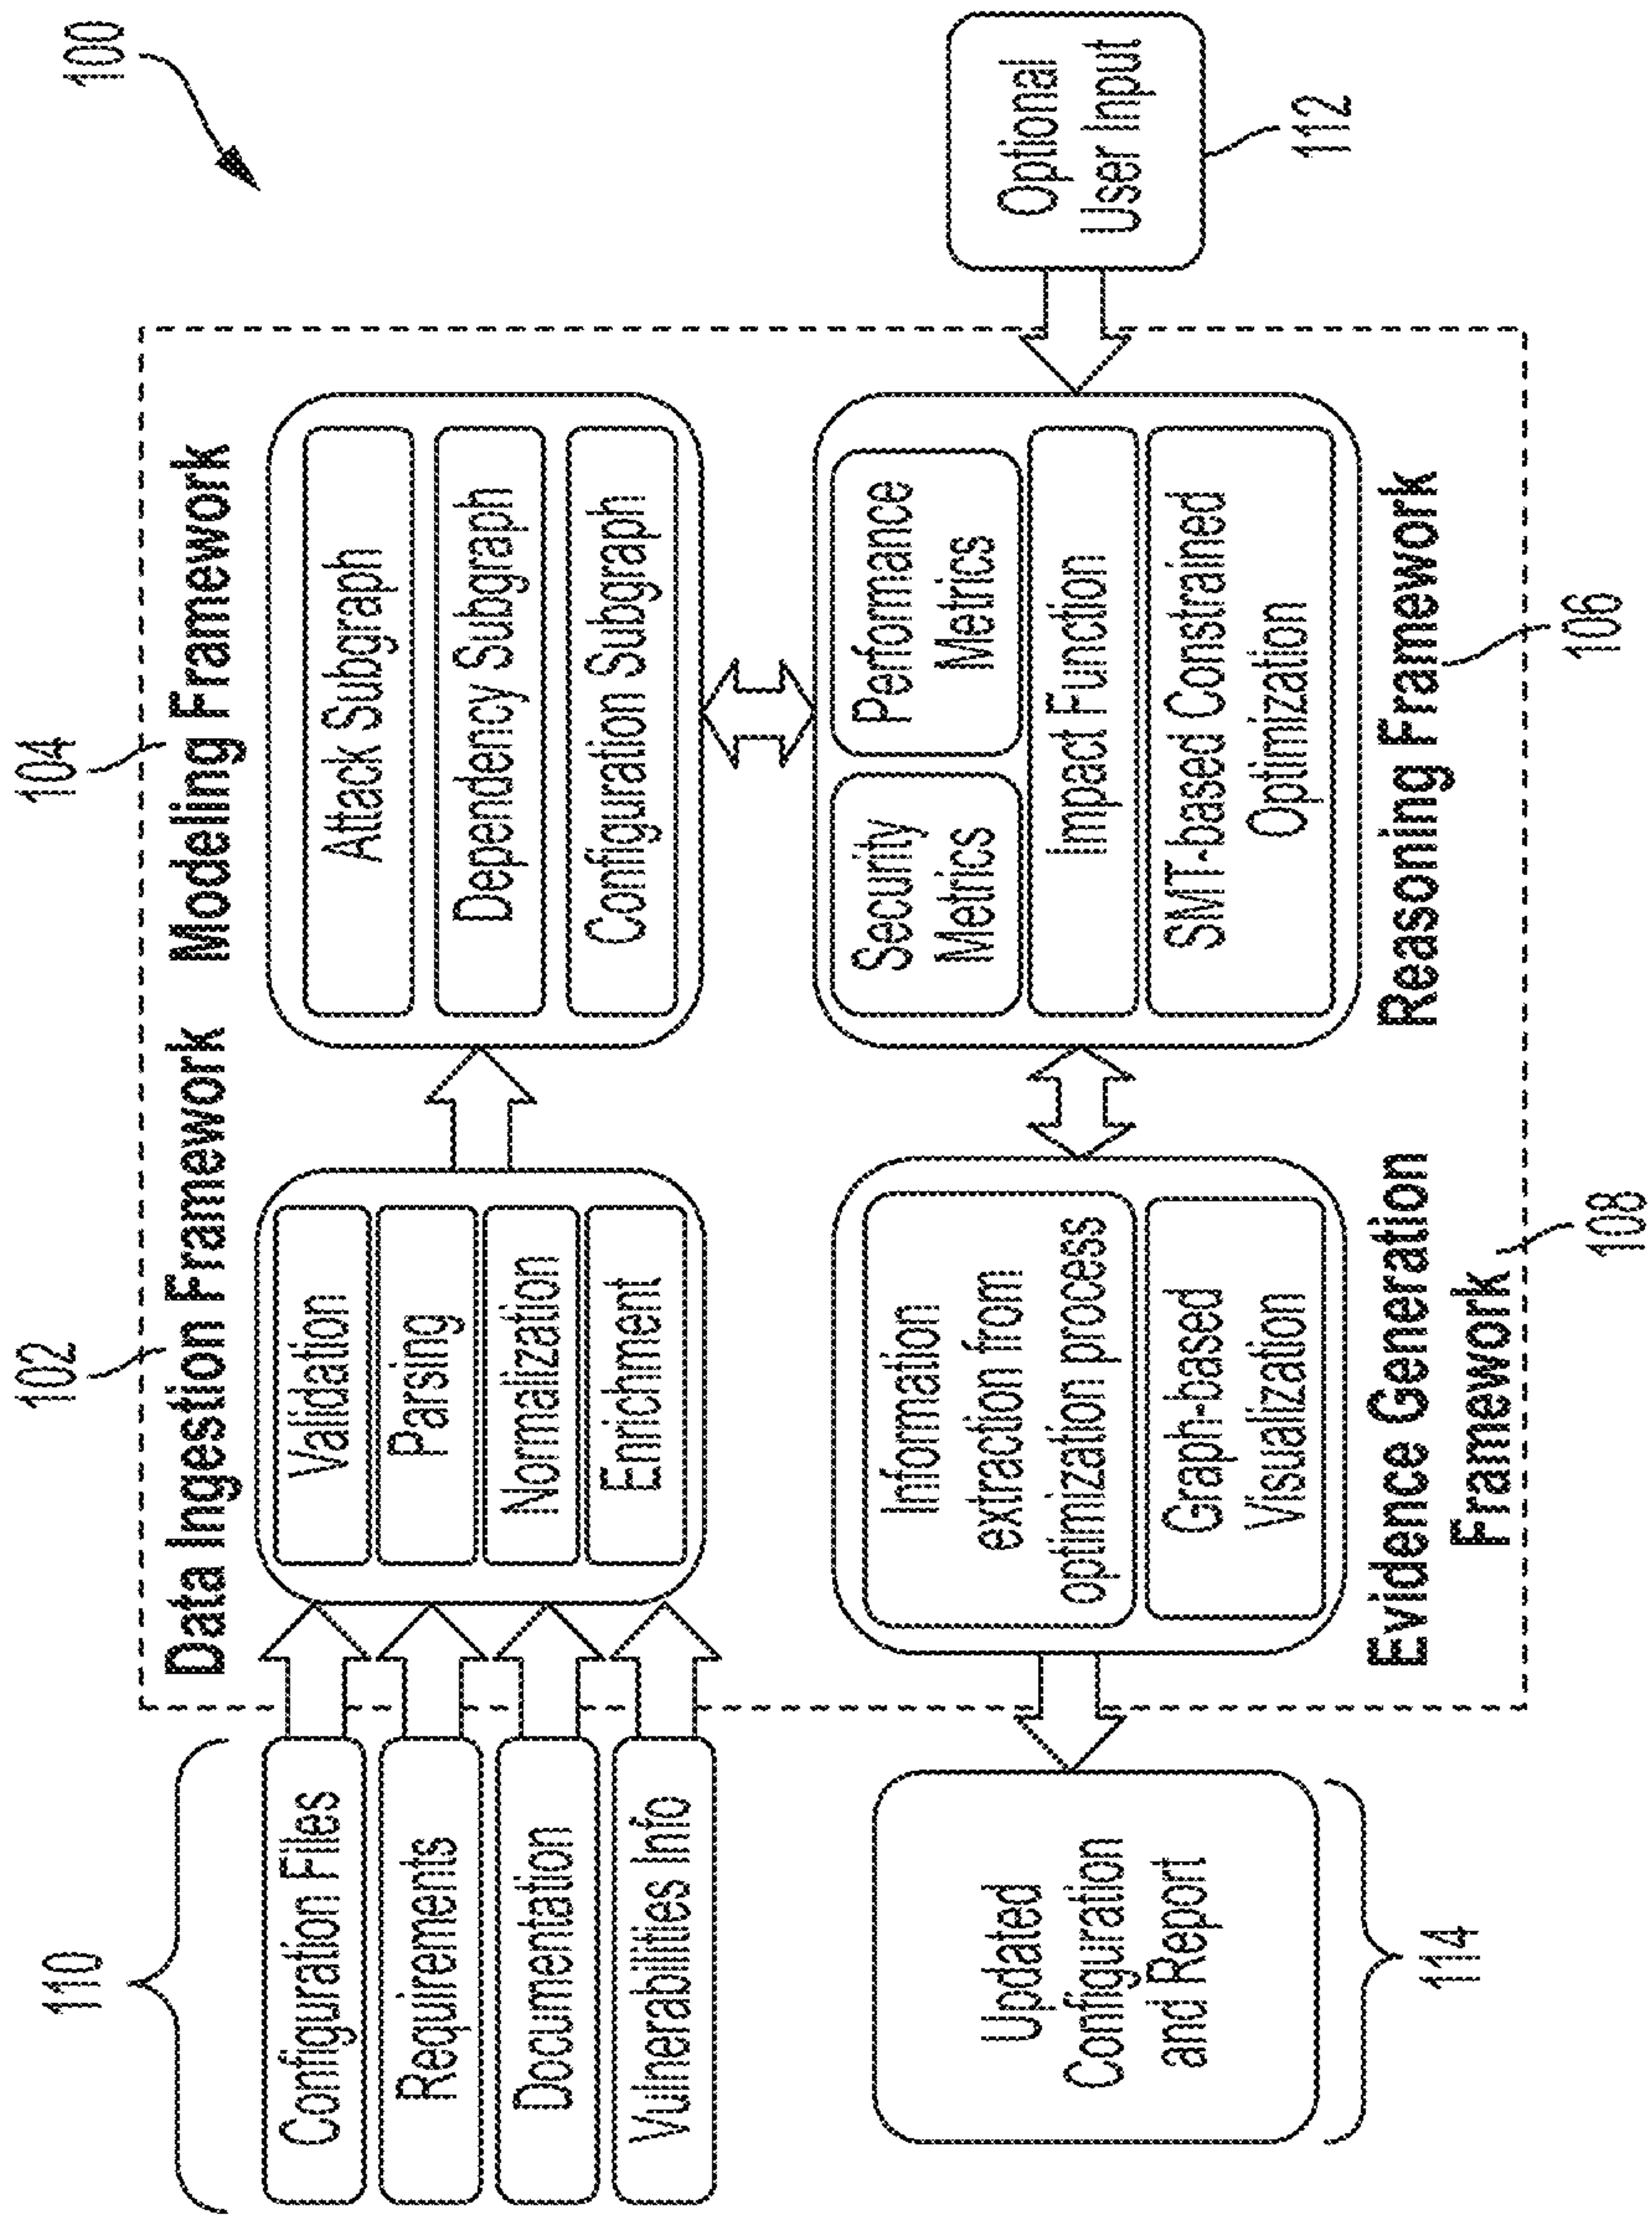 100
110
102
104
Data Ingestion Framework
Modeling Framework
Configuration Files
Requirements
Documentation
Vulnerabilities Info
Validation
Parsing
Normalization
Enrichment
Attack Subgraph
Dependency Subgraph
Configuration Subgraph
Updated
Configuration
and Report
114
Information
extraction from
optimization process
Graph-based
Visualization
Evidence Generation
Framework
108
Security
Metrics
Performance
Metrics
Impact Function
SMT-based Constrained
Optimization
Reasoning Framework
106
Optional
User Input
112